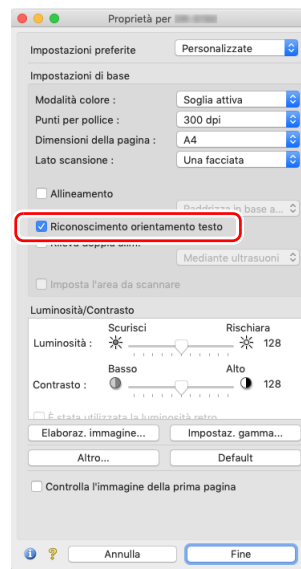 Proprietà per
Impostazioni preferite Personalizzate
Impostazioni di base
Modalità colore : Soglia attiva
Punti per pollice : 300 dpi
Dimensioni della pagina : A4
Lato scansione : Una facciata
Allineamento
Raddrizza in base a...
Riconoscimento orientamento testo
Rileva doppia alim.
Mediante ultrasuoni
Imposta l'area da scannare
Luminosità/Contrasto
Scurisci Rischiara
Luminosità : 128
Basso Alto
Contrasto : 128
È stata utilizzata la luminosità retro
Elaboraz. immagine... Impostaz. gamma...
Altro... Default
Controlla l'immagine della prima pagina
? Annulla Fine